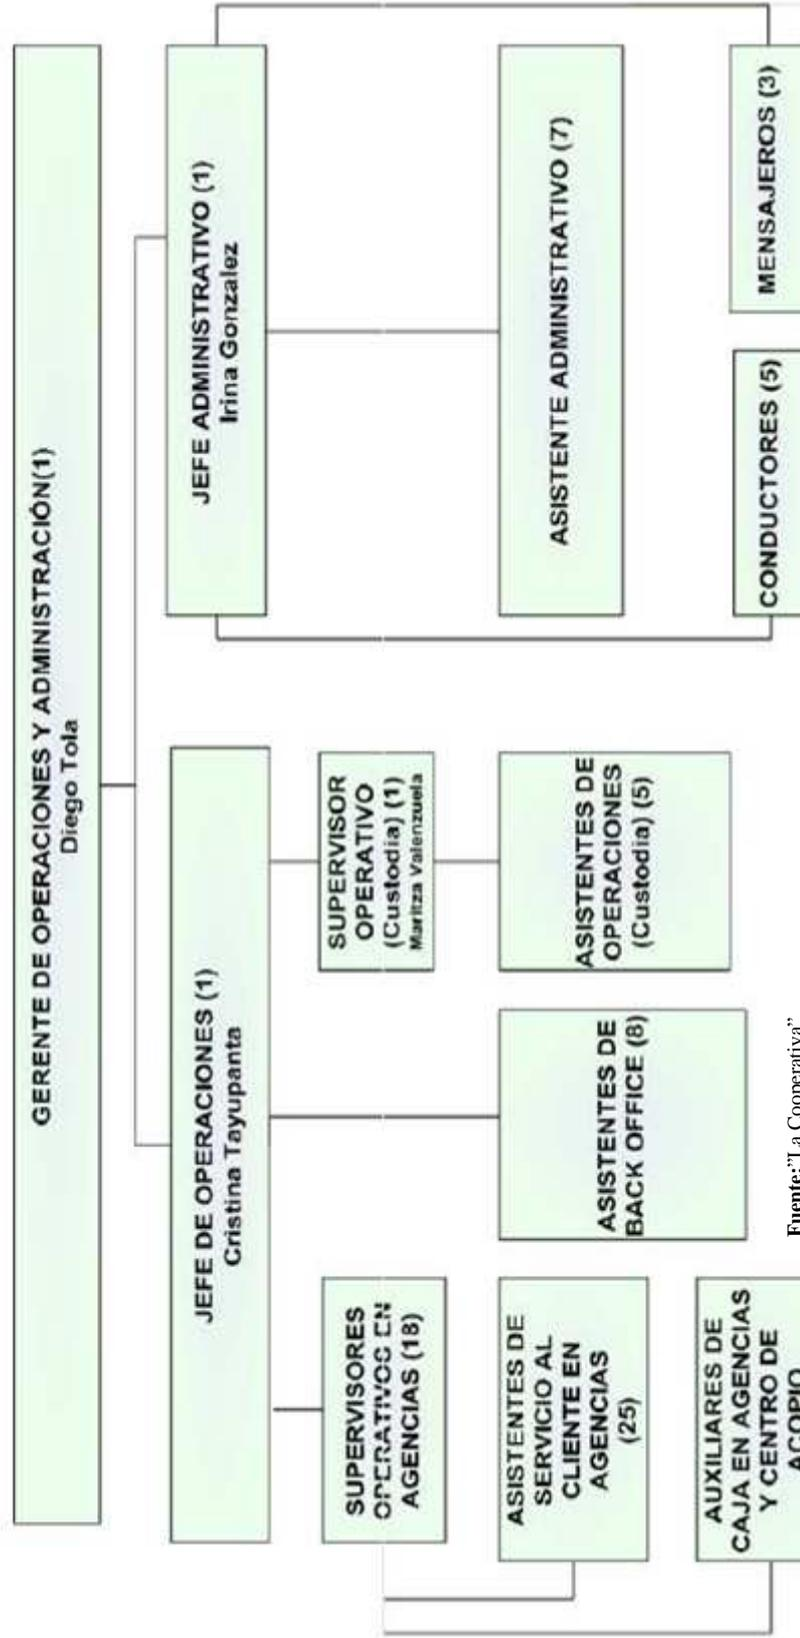 GERENTE DE OPERACIONES Y ADMINISTRACIÓN(1)
Diego Tola
JEFE DE OPERACIONES (1)
Cristina Tayupanta
JEFE ADMINISTRATIVO (1)
Irina Gonzalez
SUPERVISORES
OPERATIVOS EN
AGENCIAS (18)
SUPERVISOR
OPERATIVO
(Custodia) (1)
Maritza Valenzuela
ASISTENTES DE
SERVICIO AL
CLIENTE EN
AGENCIAS
(25)
ASISTENTES DE
BACK OFFICE (8)
ASISTENTES DE
OPERACIONES
(Custodia) (5)
ASISTENTE ADMINISTRATIVO (7)
AUXILIARES DE
CAJA EN AGENCIAS
Y CENTRO DE
ACOPIO
CONDUCTORES (5)
MENSAJEROS (3)
Fuente:”La Cooperativa”